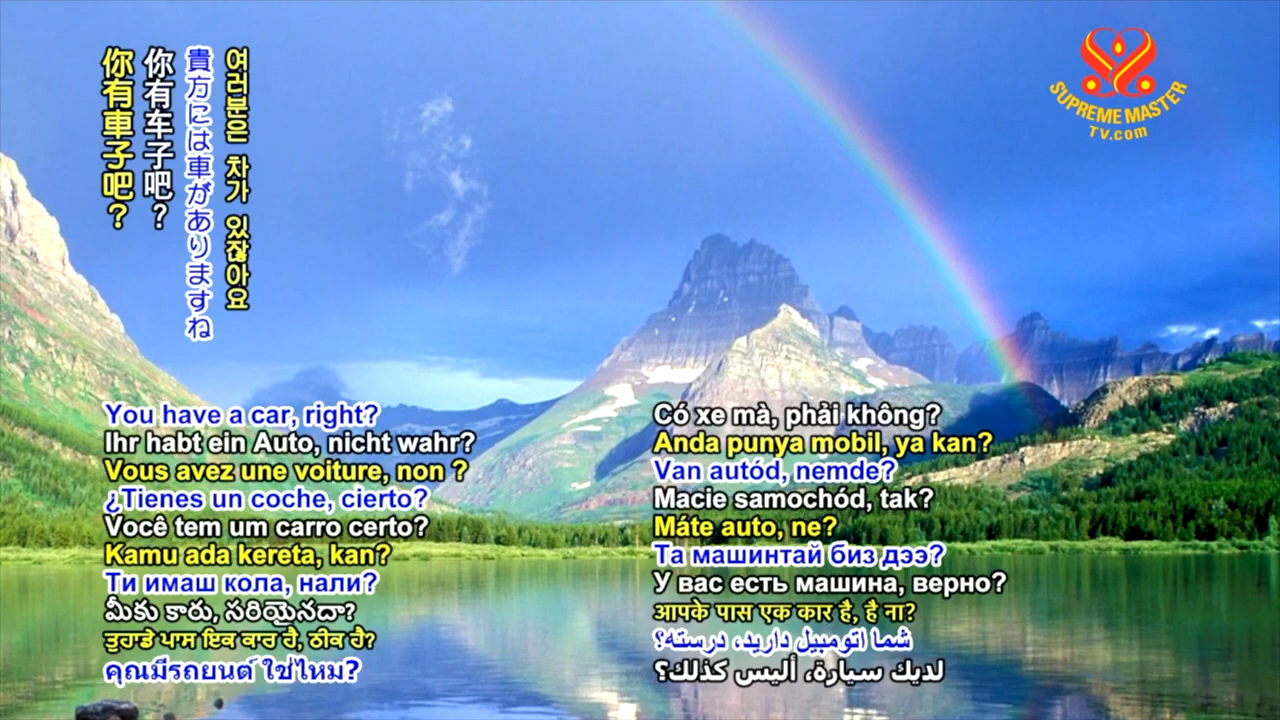 你有車子吧？
你有车子吧？
貴方には車がありますね
여러분은 차가 있잖아요
SUPREME MASTER
TV.com
You have a car, right?
Ihr habt ein Auto, nicht wahr?
Vous avez une voiture, non ?
¿Tienes un coche, cierto?
Você tem um carro certo?
Kamu ada kereta, kan?
Ти имаш кола, нали?
మీకు కారు, సరియైనదా?
ਤੁਹਾਡੇ ਪਾਸ ਇਕ ਕਾਰ ਹੈ, ਠੀਕ ਹੈ?
คุณมีรถยนต์ ใช่ไหม?
Có xe mà, phải không?
Anda punya mobil, ya kan?
Van autód, nemde?
Macie samochód, tak?
Máte auto, ne?
Та машинтай биз дээ?
У вас есть машина, верно?
आपके पास एक कार है, है ना?
شما اتومبیل دارید، درسته؟
لديك سيارة، أليس كذلك؟